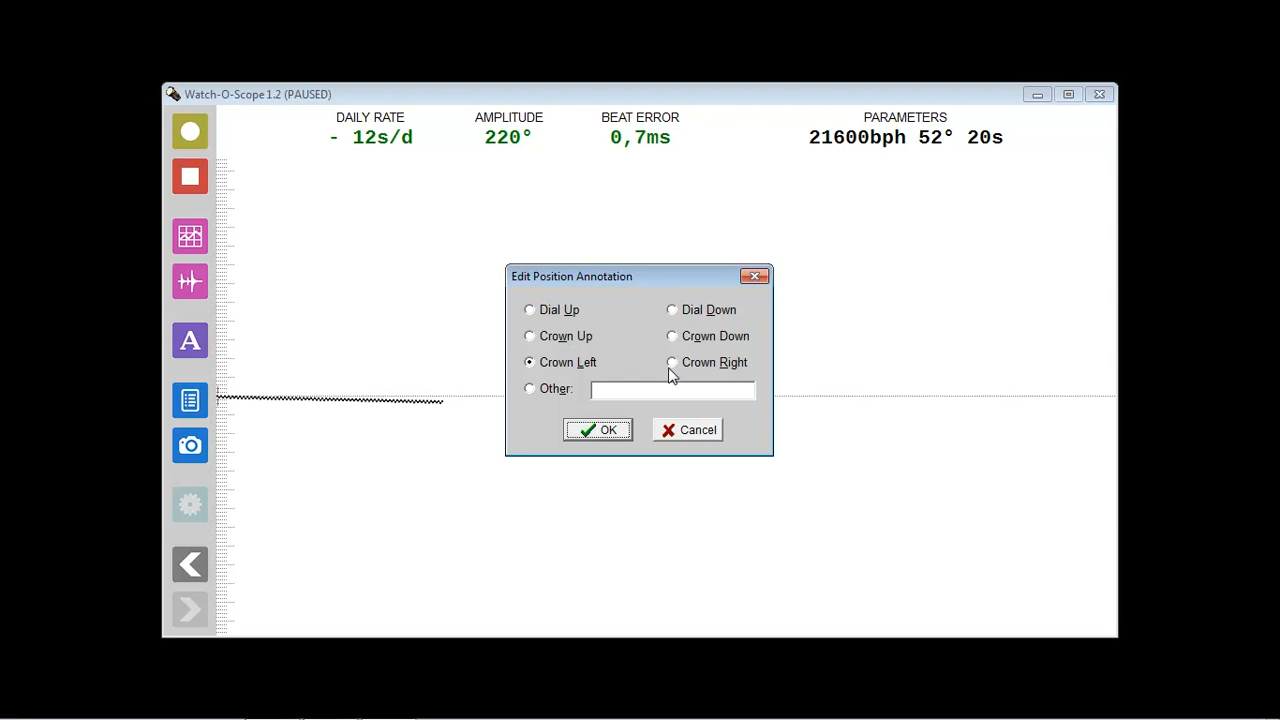 Watch-O-Scope 1.2 (PAUSED)
DAILY RATE AMPLITUDE BEAT ERROR PARAMETERS
- 12s/d 220° 0,7ms 21600bph 52° 20s
Edit Position Annotation
Dial Up Dial Down
Crown Up Crown Down
Crown Left Crown Right
Other:
OK Cancel
A